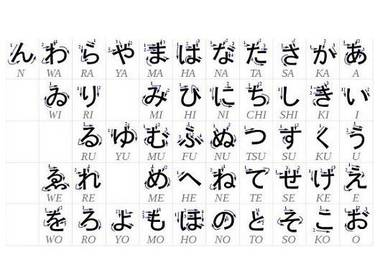 ん わ ら や ま は な た さ か あ
N WA RA YA MA HA NA TA SA KA A
ゐ り み ひ に ち し き い
WI RI MI HI NI CHI SHI KI I
る ゆ む ふ ぬ つ す く う
RU YU MU FU NU TSU SU KU U
ゑ れ め へ ね て せ け え
WE RE ME HE NE TE SE KE E
を ろ よ も ほ の と そ こ お
WO RO YO MO HO NO TO SO KO O